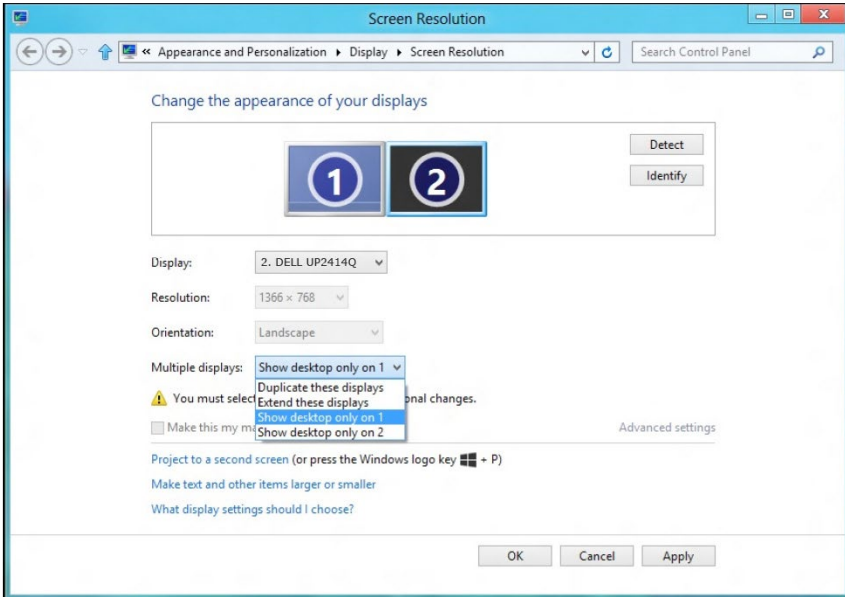 Screen Resolution
« Appearance and Personalization ▸ Display ▸ Screen Resolution
Search Control Panel
Change the appearance of your displays
1 2
Detect
Identify
Display: 2. DELL UP2414Q
Resolution: 1366 × 768
Orientation: Landscape
Multiple displays: Show desktop only on 1
Duplicate these displays
You must selec onal changes.
Extend these displays
Show desktop only on 1
Make this my ma Advanced settings
Show desktop only on 2
Project to a second screen (or press the Windows logo key + P)
Make text and other items larger or smaller
What display settings should I choose?
OK Cancel Apply